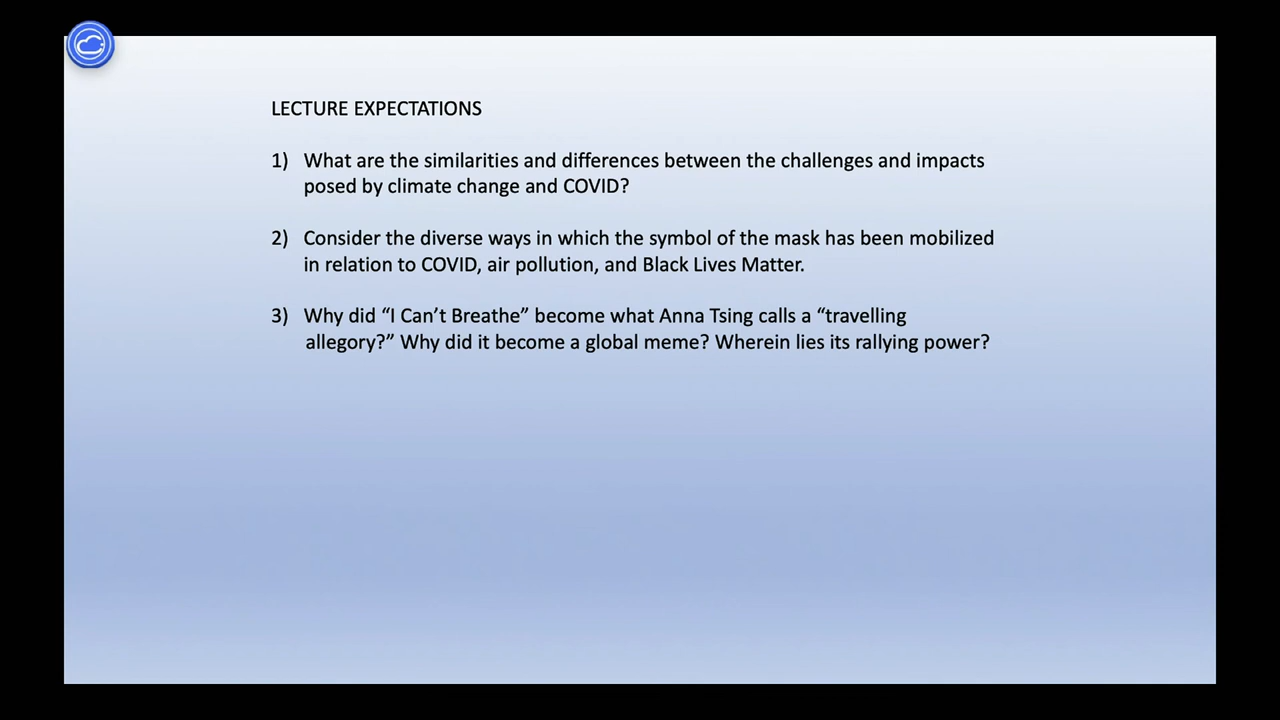 LECTURE EXPECTATIONS
1) What are the similarities and differences between the challenges and impacts
posed by climate change and COVID?
2) Consider the diverse ways in which the symbol of the mask has been mobilized
in relation to COVID, air pollution, and Black Lives Matter.
3) Why did “I Can’t Breathe” become what Anna Tsing calls a “travelling
allegory?” Why did it become a global meme? Wherein lies its rallying power?